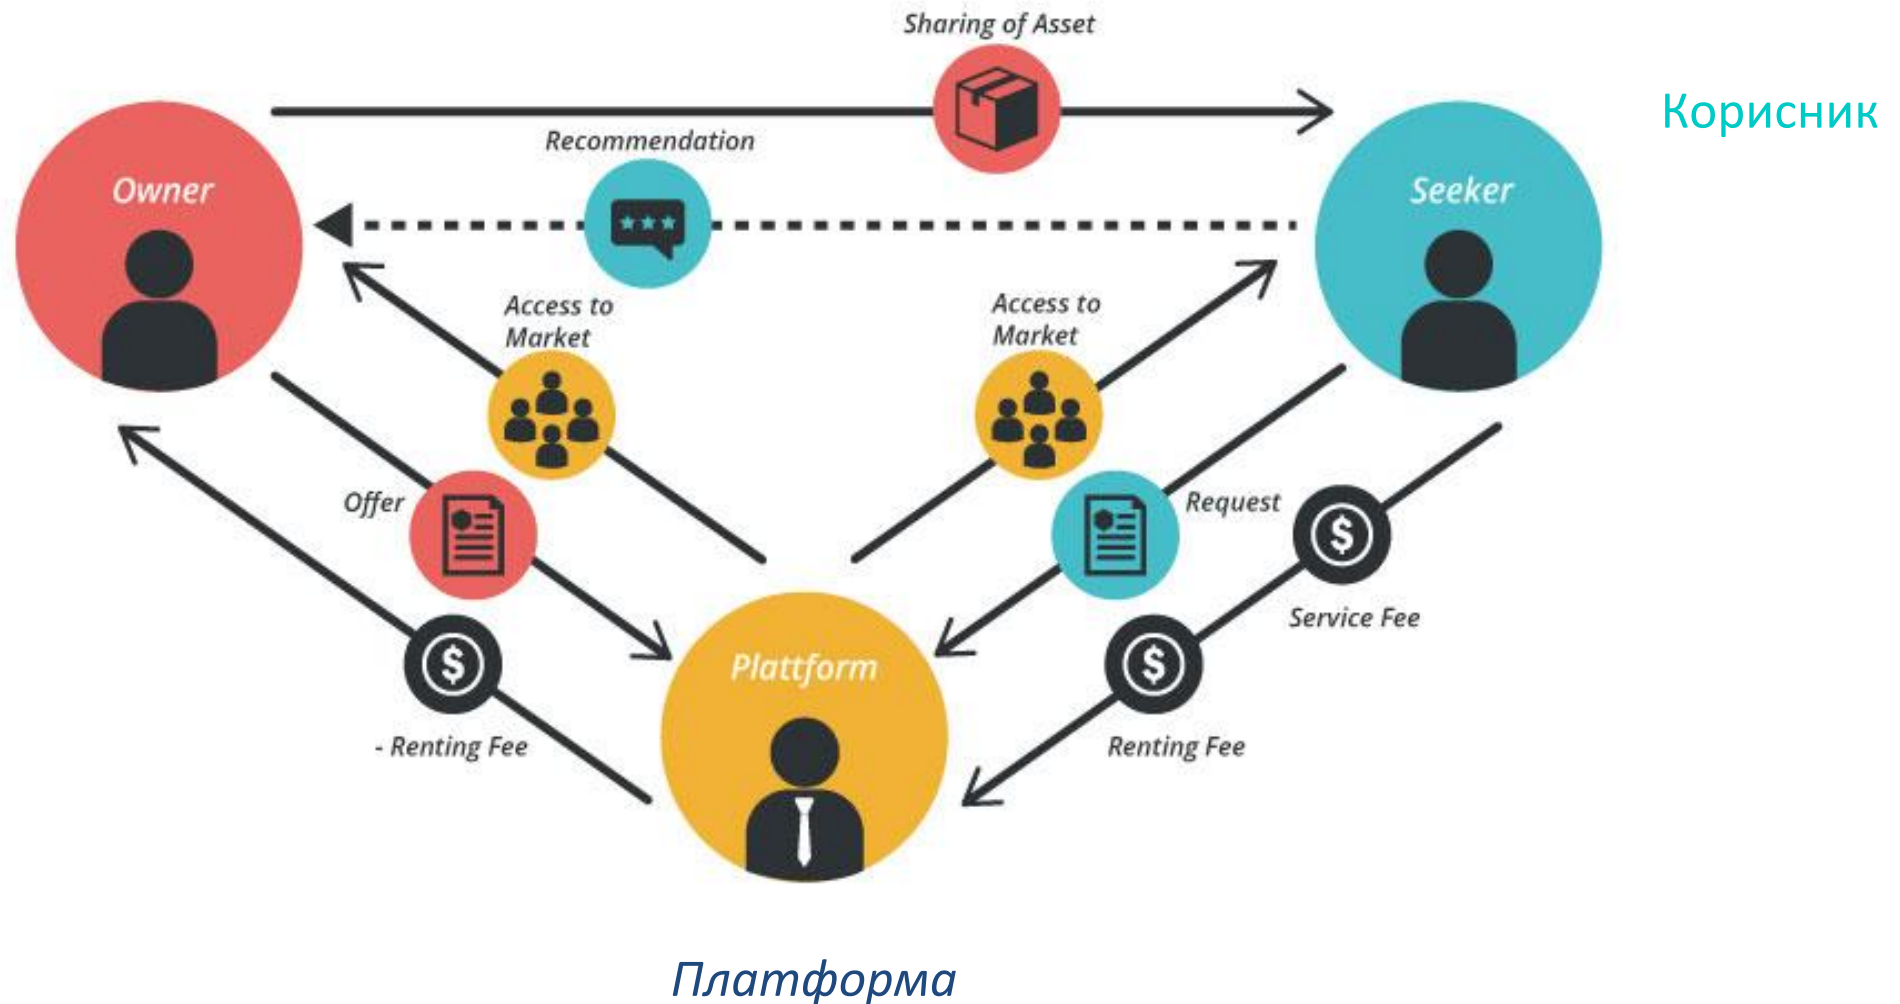 Sharing of Asset
Корисник
Recommendation
Owner
Seeker
Access to
Market
Access to
Market
Offer
Request
Service Fee
Plattform
- Renting Fee
Renting Fee
Платформа